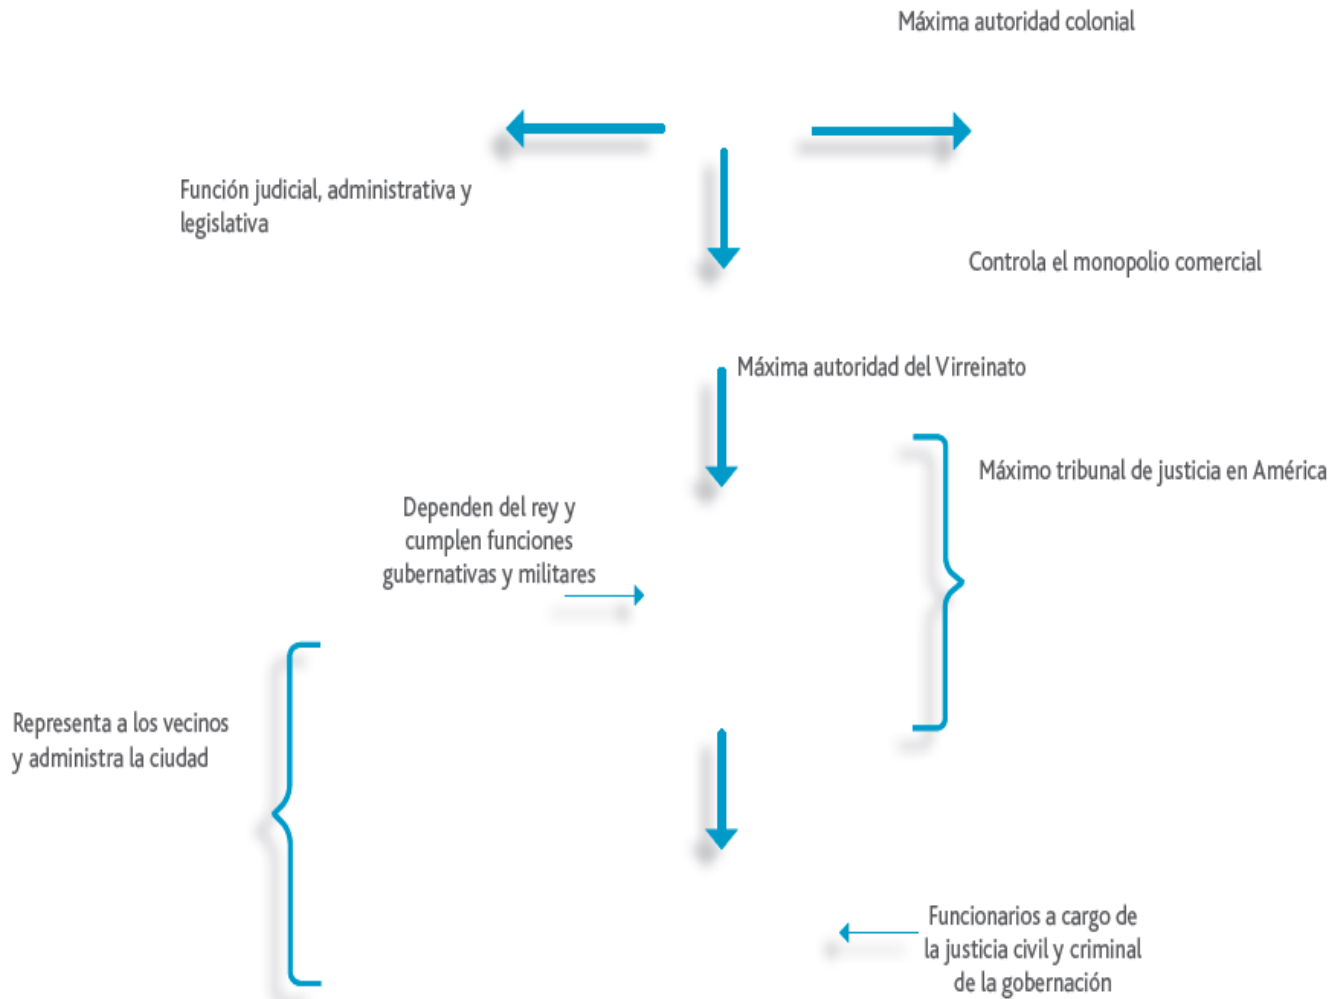 Máxima autoridad colonial
Función judicial, administrativa y
legislativa
Controla el monopolio comercial
Máxima autoridad del Virreinato
Máximo tribunal de justicia en América
Dependen del rey y
cumplen funciones
gubernativas y militares
Representa a los vecinos
y administra la ciudad
Funcionarios a cargo de
la justicia civil y criminal
de la gobernación